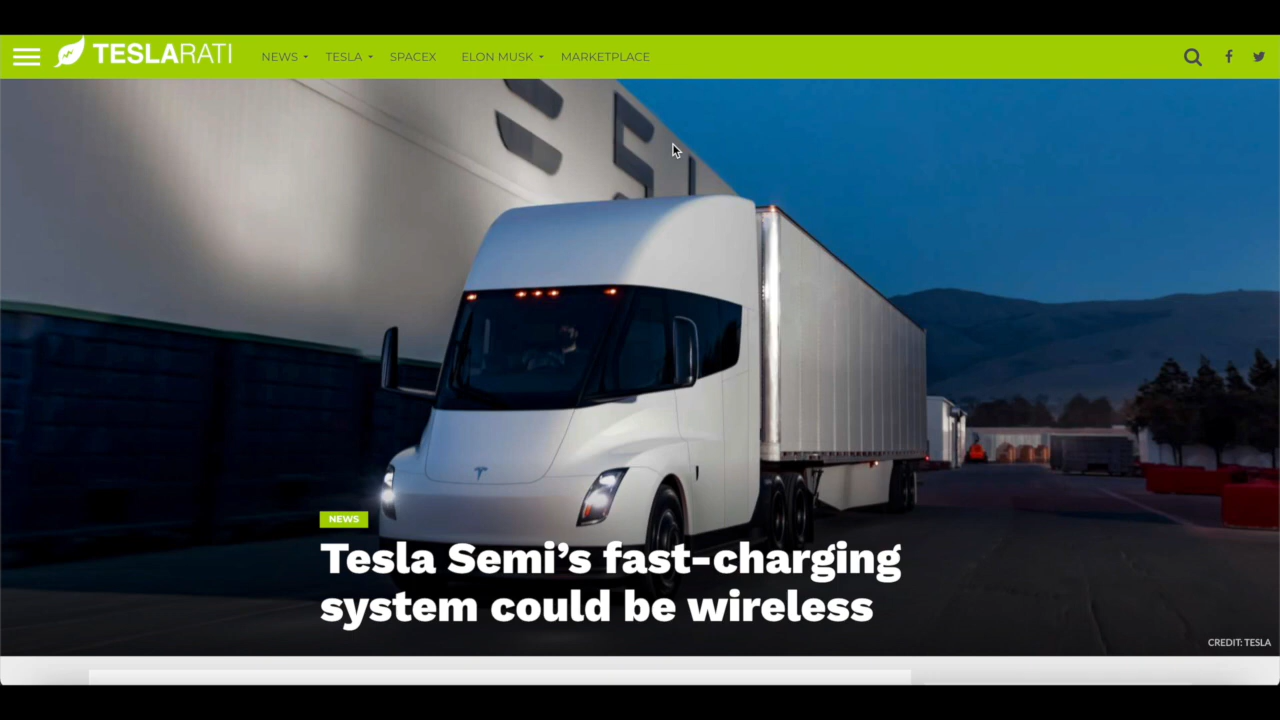 TESLARATI
NEWS
TESLA
SPACEX
ELON MUSK
MARKETPLACE
NEWS
Tesla Semi’s fast-charging
system could be wireless
CREDIT: TESLA